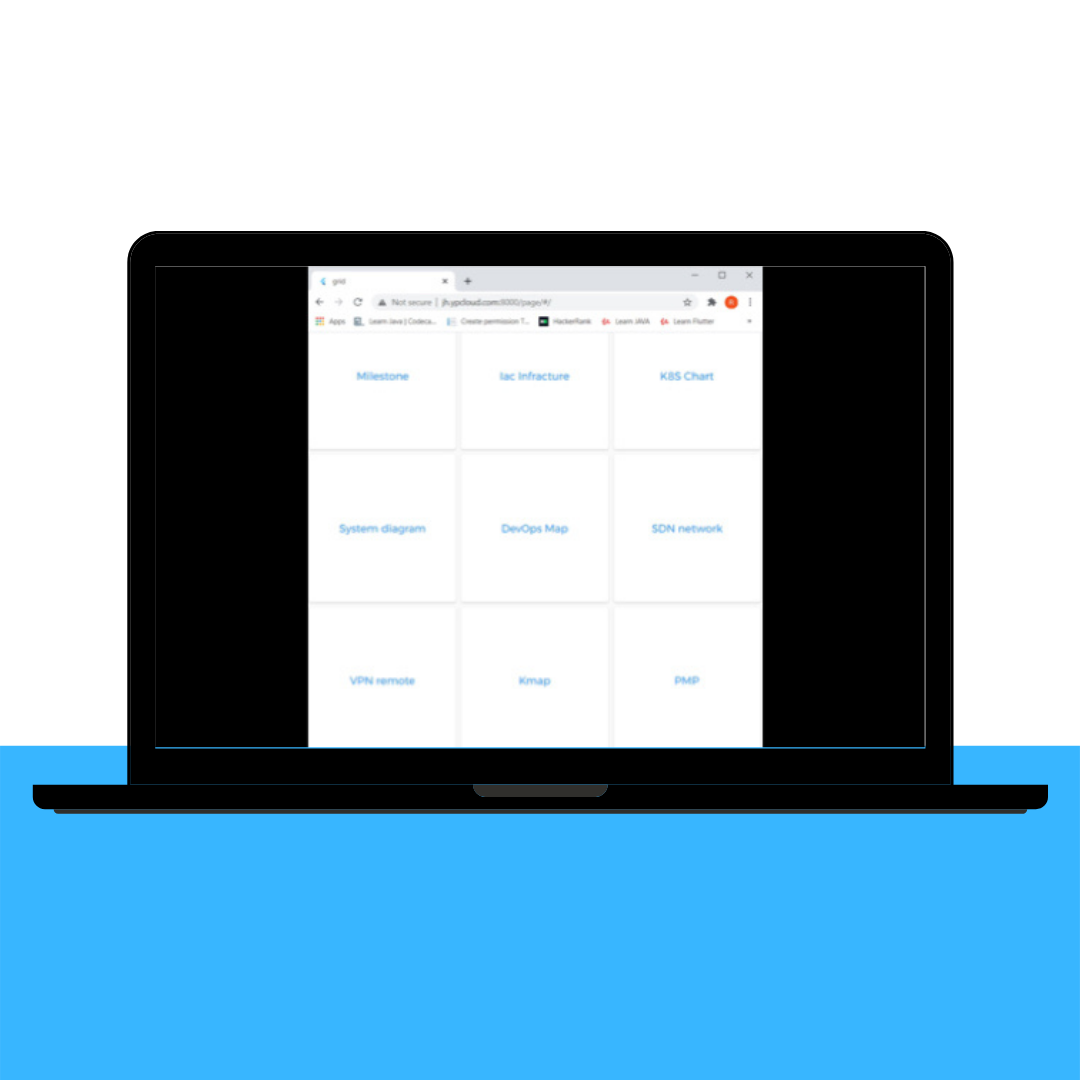 grid
Not secure | jh.ypcloud.com:8000/page/#/
Apps Learn Java | Codeca... Create permission T... HackerRank Learn JAVA Learn Flutter »
Milestone Iac Infracture K8S Chart
System diagram DevOps Map SDN network
VPN remote Kmap PMP